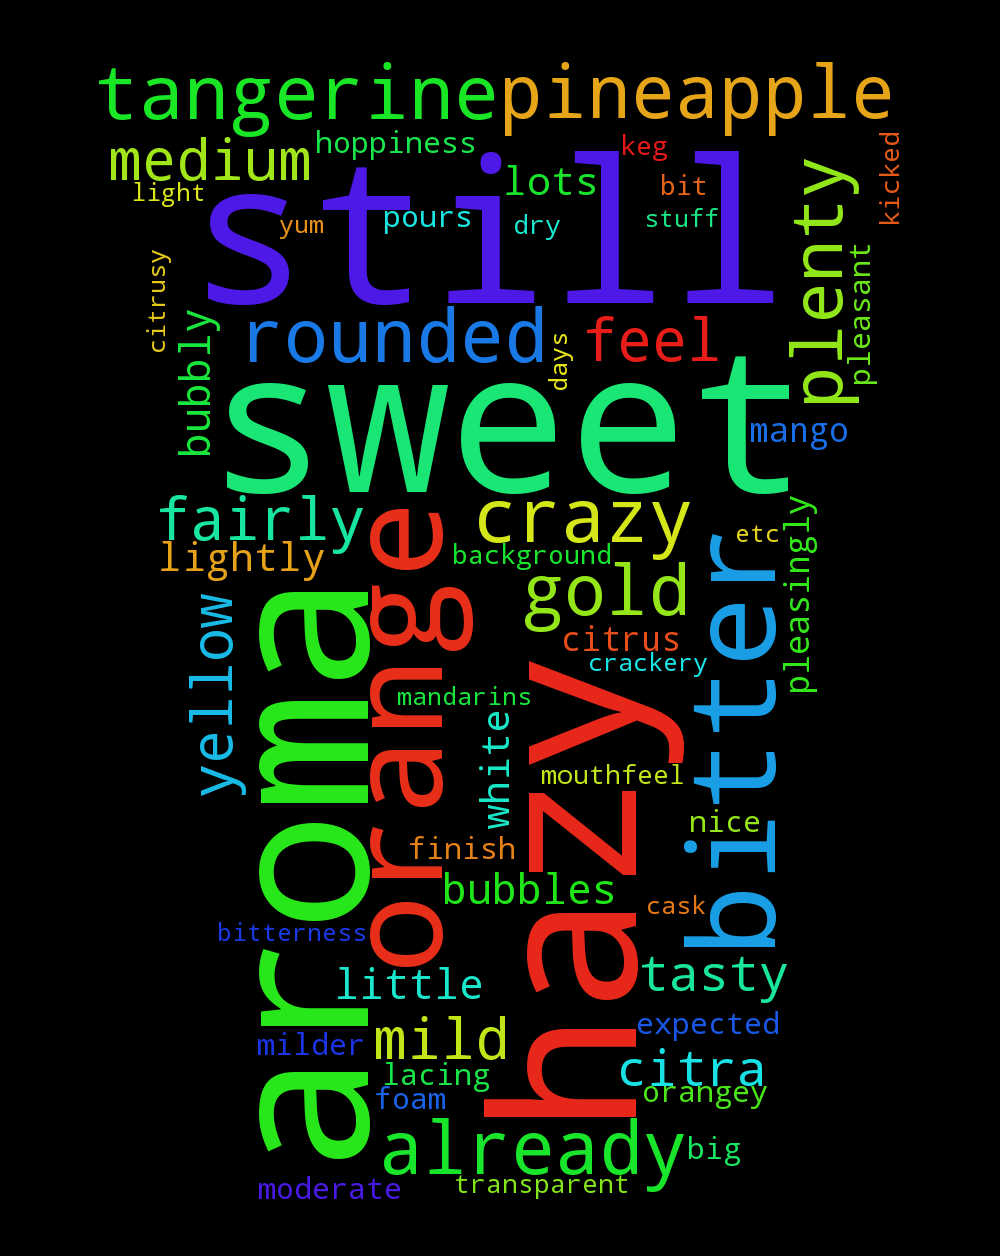 tangerine
pineapple
medium
hoppiness
keg
kicked
light
still
lots
bit
plenty
yum
pours
dry
stuff
citrusy
pleasant
bubbly
rounded
days
feel
sweet
mango
fairly
crazy
etc
pleasingly
lightly
orange
background
bitter
gold
yellow
aroma
citrus
crackery
hazy
mandarins
white
mouthfeel
nice
finish
bubbles
cask
bitterness
tasty
little
expected
milder
mild
citra
lacing
orangey
foam
already
big
moderate
transparent